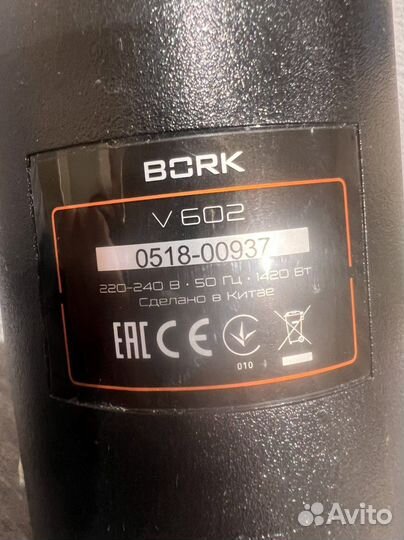 BORK
V 602
0518-00937
220-240 В · 50 Гц · 1420 Вт
Сделано в Китае
EAC CE
010
Avito